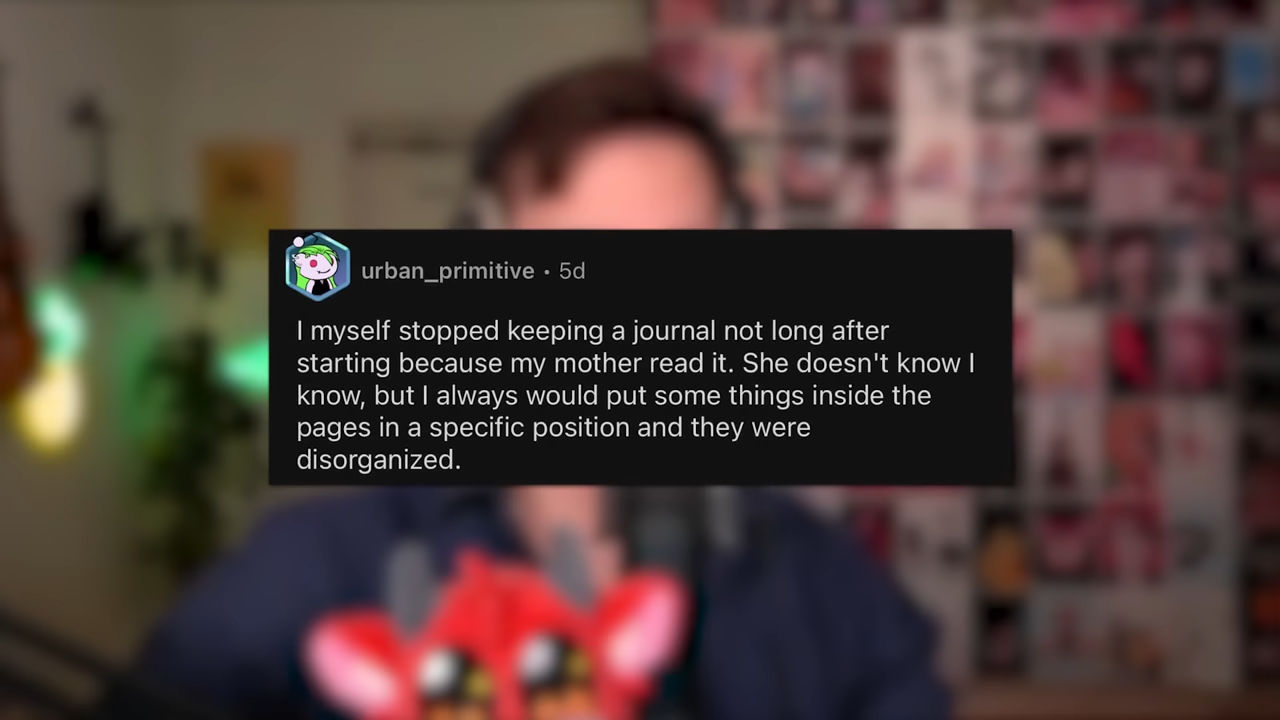 urban_primitive • 5d
I myself stopped keeping a journal not long after
starting because my mother read it. She doesn't know I
know, but I always would put some things inside the
pages in a specific position and they were
disorganized.